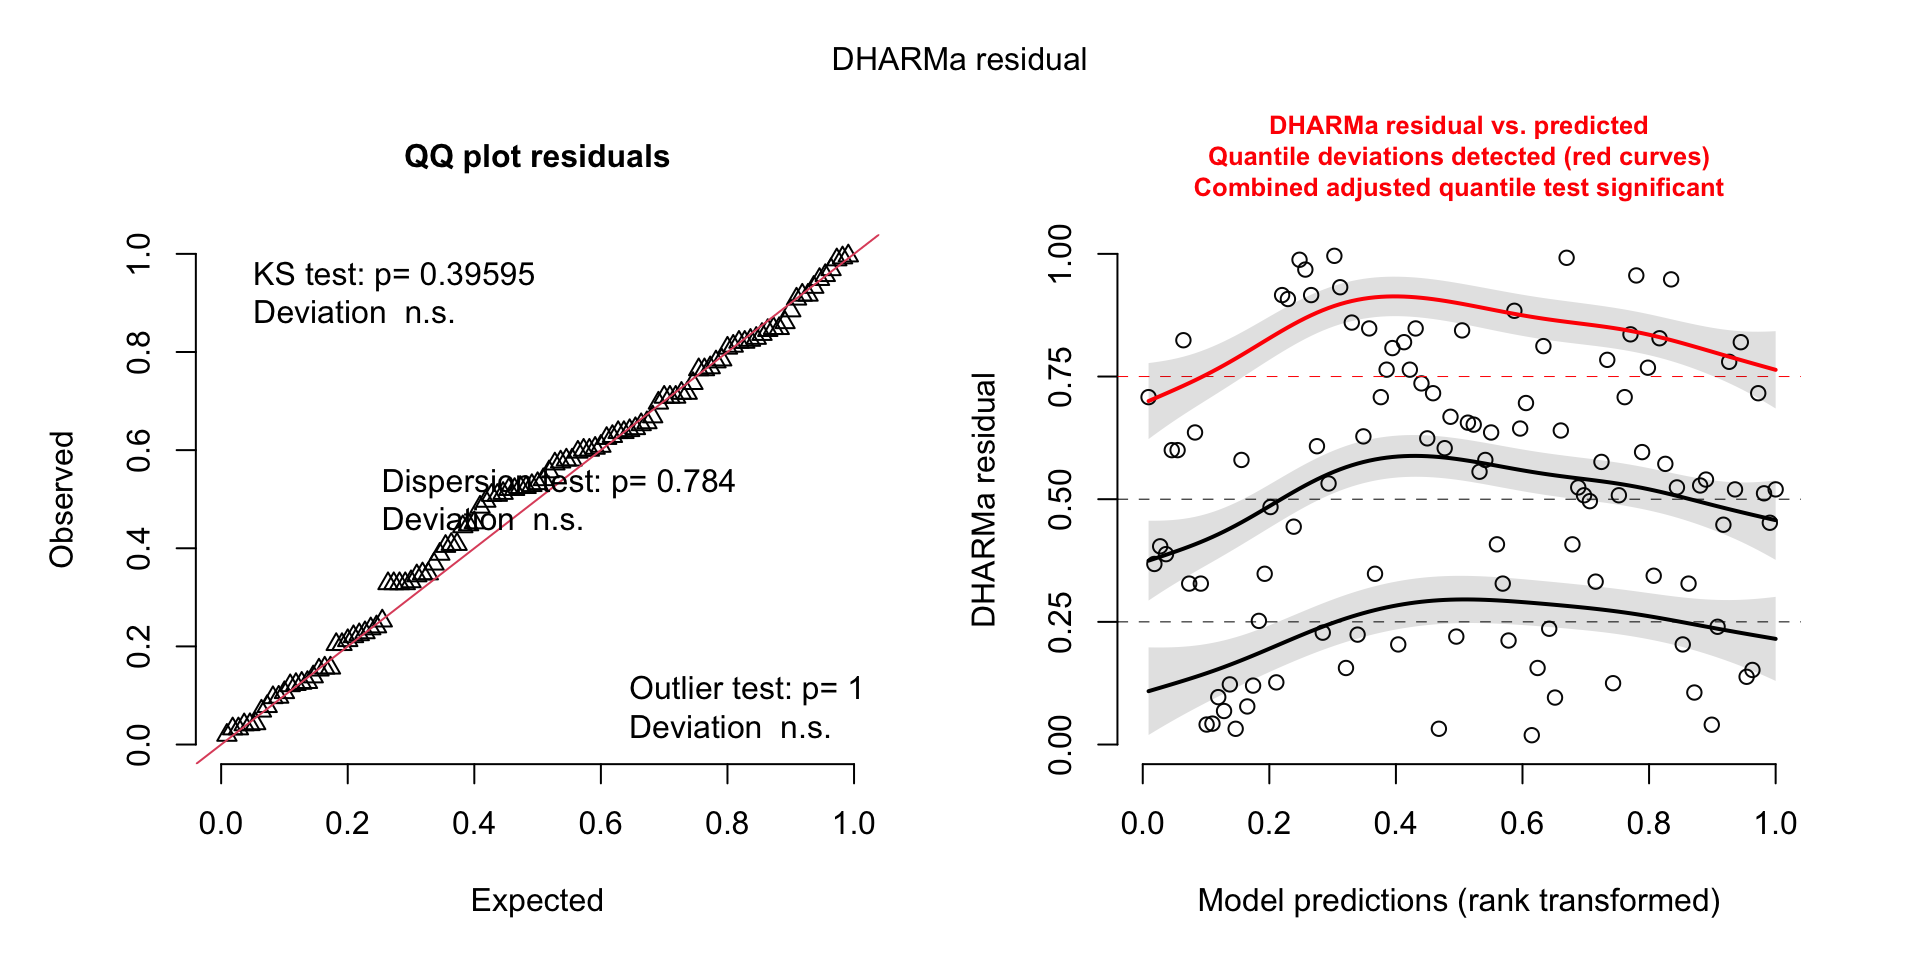 DHARMa residual
QQ plot residuals
KS test: p= 0.39595
Deviation  n.s.
Dispersion test: p= 0.784
Deviation  n.s.
Outlier test: p= 1
Deviation  n.s.
Observed
0.0
0.2
0.4
0.6
0.8
1.0
0.0 0.2 0.4 0.6 0.8 1.0
Expected
DHARMa residual vs. predicted
Quantile deviations detected (red curves)
Combined adjusted quantile test significant
DHARMa residual
0.00
0.25
0.50
0.75
1.00
0.0 0.2 0.4 0.6 0.8 1.0
Model predictions (rank transformed)